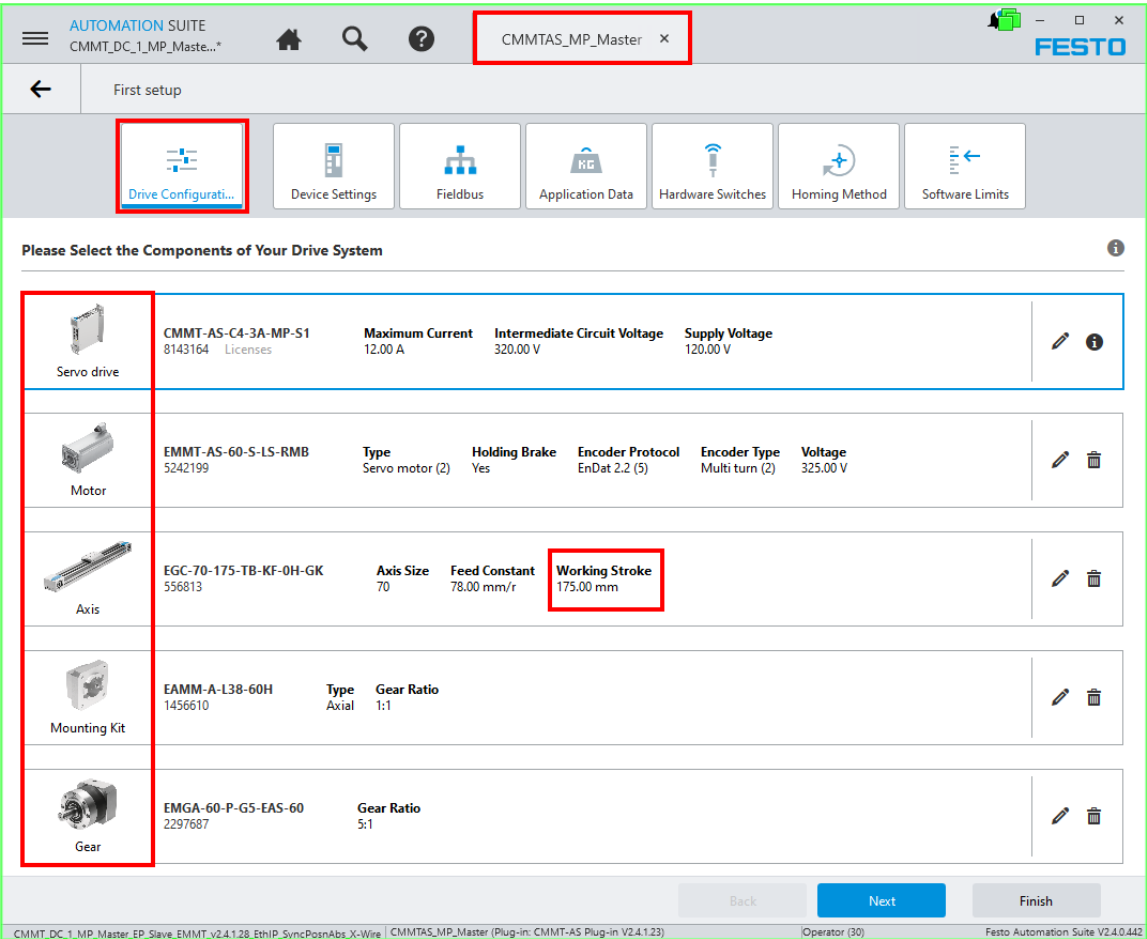 AUTOMATION SUITE
CMMT_DC_1_MP_Maste...*
CMMTAS_MP_Master
FESTO
First setup
Drive Configurati...
Device Settings
Fieldbus
KG
Application Data
Hardware Switches
Homing Method
Software Limits
Please Select the Components of Your Drive System
Servo drive
CMMT-AS-C4-3A-MP-S1
8143164 Licenses
Maximum Current
12.00 A
Intermediate Circuit Voltage
320.00 V
Supply Voltage
120.00 V
Motor
EMMT-AS-60-S-LS-RMB
5242199
Type
Servo motor (2)
Holding Brake
Yes
Encoder Protocol
EnDat 2.2 (5)
Encoder Type
Multi turn (2)
Voltage
325.00 V
Axis
EGC-70-175-TB-KF-0H-GK
556813
Axis Size
70
Feed Constant
78.00 mm/r
Working Stroke
175.00 mm
Mounting Kit
EAMM-A-L38-60H
1456610
Type
Axial
Gear Ratio
1:1
Gear
EMGA-60-P-G5-EAS-60
2297687
Gear Ratio
5:1
Back
Next
Finish
CMMT_DC_1_MP_Master_EP_Slave_EMMT_v2.4.1.28_EthIP_SyncPosnAbs_X-Wire
CMMTAS_MP_Master (Plug-in: CMMT-AS Plug-in V2.4.1.23)
Operator (30)
Festo Automation Suite V2.4.0.442